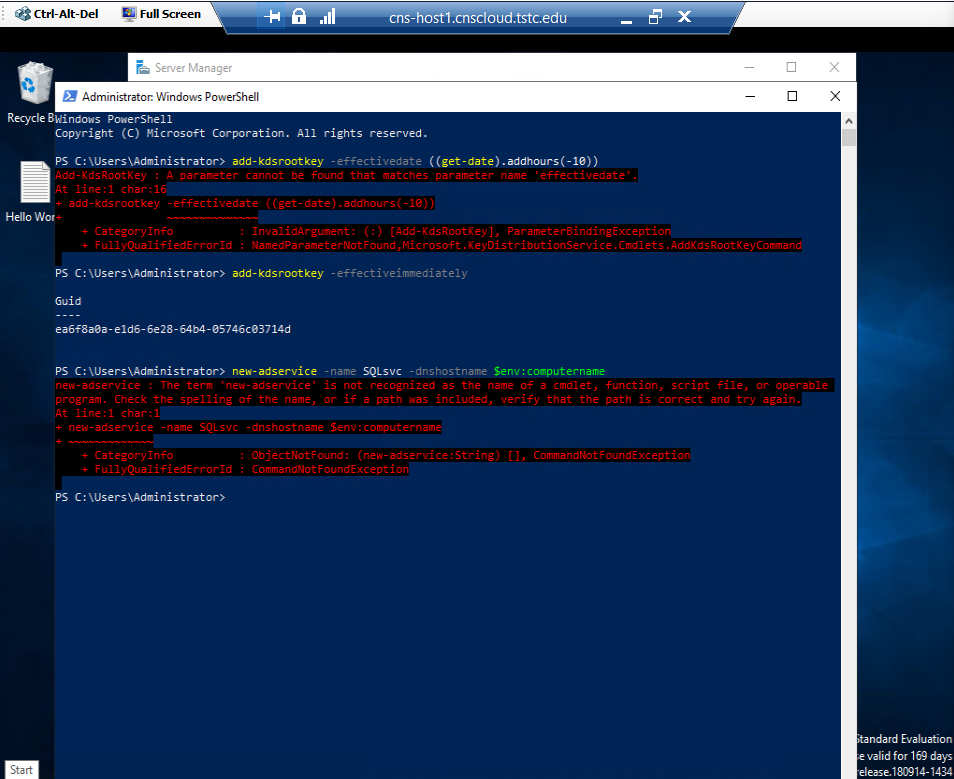 Ctrl-Alt-Del Full Screen cns-host1.cnscloud.tstc.edu
Server Manager
Administrator: Windows PowerShell
Recycle B
Hello Wor
Windows PowerShell
Copyright (C) Microsoft Corporation. All rights reserved.
PS C:\Users\Administrator> add-kdsrootkey -effectivedate ((get-date).addhours(-10))
Add-KdsRootKey : A parameter cannot be found that matches parameter name 'effectivedate'.
At line:1 char:16
+ add-kdsrootkey -effectivedate ((get-date).addhours(-10))
+                ~~~~~~~~~~~~~~
    + CategoryInfo          : InvalidArgument: (:) [Add-KdsRootKey], ParameterBindingException
    + FullyQualifiedErrorId : NamedParameterNotFound,Microsoft.KeyDistributionService.Cmdlets.AddKdsRootKeyCommand
PS C:\Users\Administrator> add-kdsrootkey -effectiveimmediately
Guid
----
ea6f8a0a-e1d6-6e28-64b4-05746c03714d
PS C:\Users\Administrator> new-adservice -name SQLsvc -dnshostname $env:computername
new-adservice : The term 'new-adservice' is not recognized as the name of a cmdlet, function, script file, or operable
program. Check the spelling of the name, or if a path was included, verify that the path is correct and try again.
At line:1 char:1
+ new-adservice -name SQLsvc -dnshostname $env:computername
+ ~~~~~~~~~~~~~
    + CategoryInfo          : ObjectNotFound: (new-adservice:String) [], CommandNotFoundException
    + FullyQualifiedErrorId : CommandNotFoundException
PS C:\Users\Administrator>
Standard Evaluation
se valid for 169 days
release.180914-1434
Start